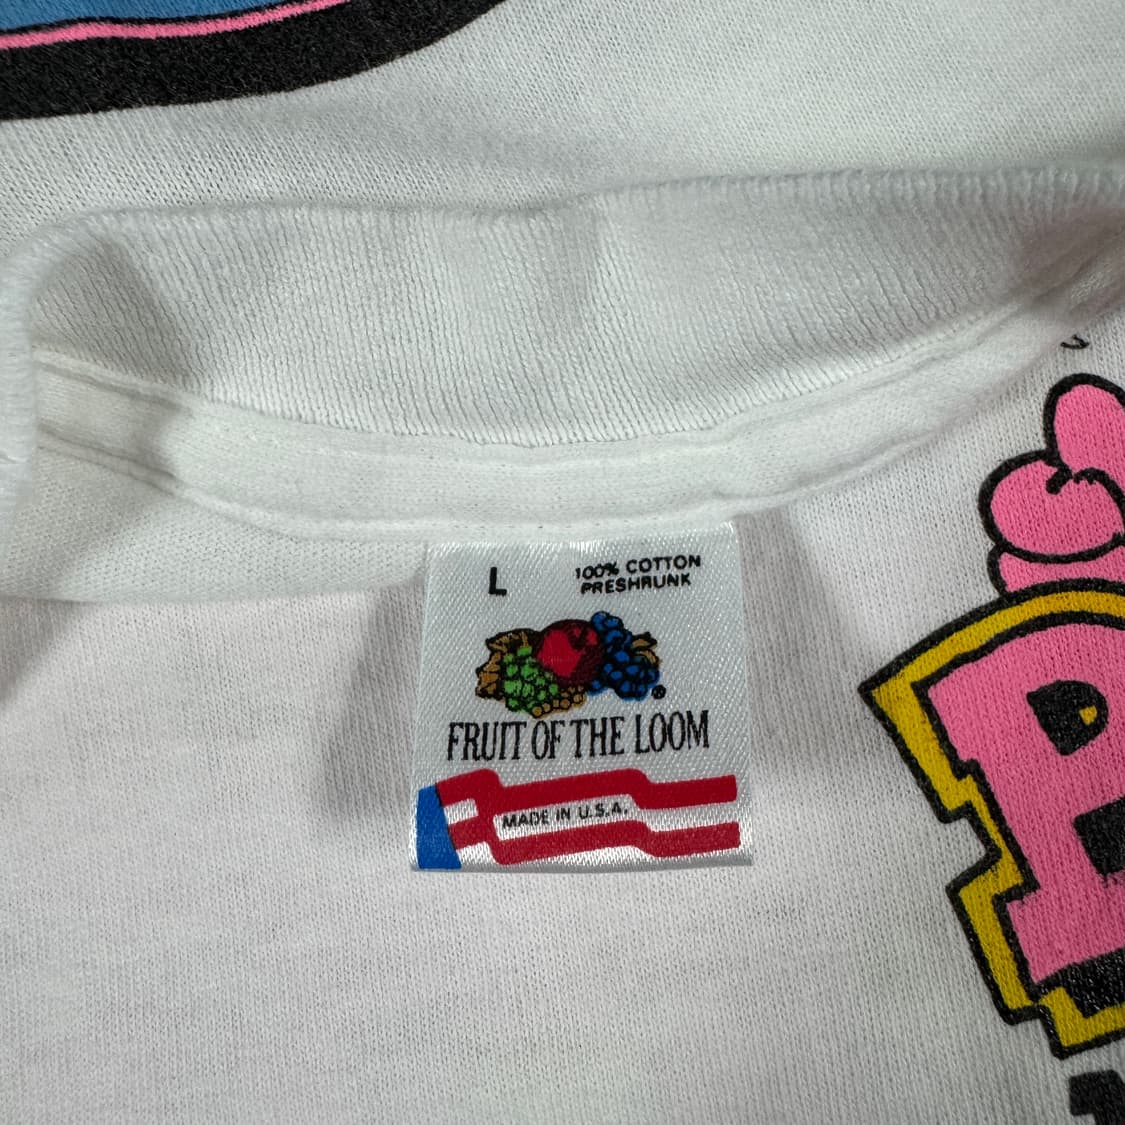 L
100% COTTON
PRESHRUNK
FRUIT OF THE LOOM
®
MADE IN U.S.A.
P